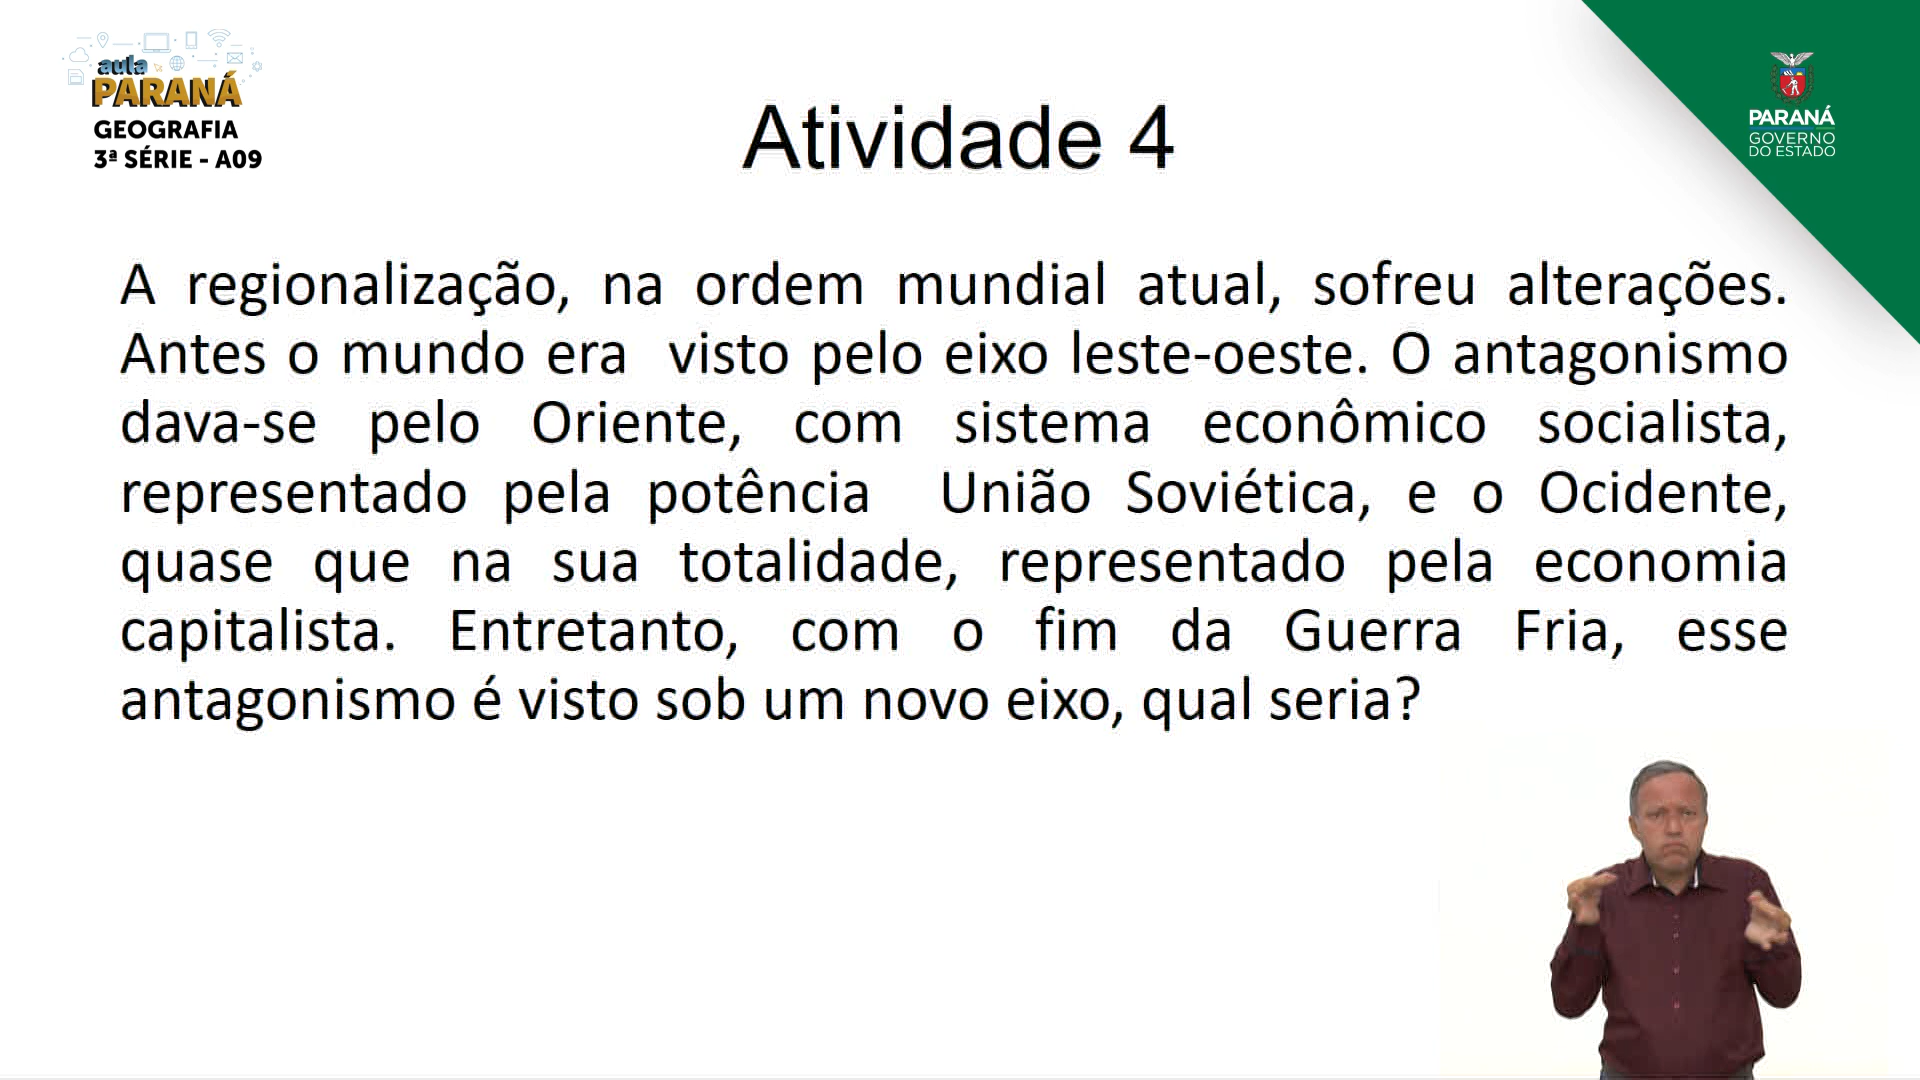 aula
PARANÁ
GEOGRAFIA
3ª SÉRIE - A09
PARANÁ
GOVERNO
DO ESTADO
Atividade 4
A regionalização, na ordem mundial atual, sofreu alterações.
Antes o mundo era visto pelo eixo leste-oeste. O antagonismo
dava-se pelo Oriente, com sistema econômico socialista,
representado pela potência União Soviética, e o Ocidente,
quase que na sua totalidade, representado pela economia
capitalista. Entretanto, com o fim da Guerra Fria, esse
antagonismo é visto sob um novo eixo, qual seria?